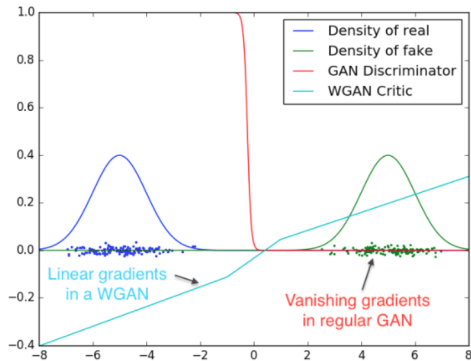 1.0
Density of real
Density of fake
GAN Discriminator
WGAN Critic
0.8
0.6
0.4
0.2
0.0
Linear gradients
in a WGAN
−0.2
Vanishing gradients
in regular GAN
−0.4
−8 −6 −4 −2 0 2 4 6 8